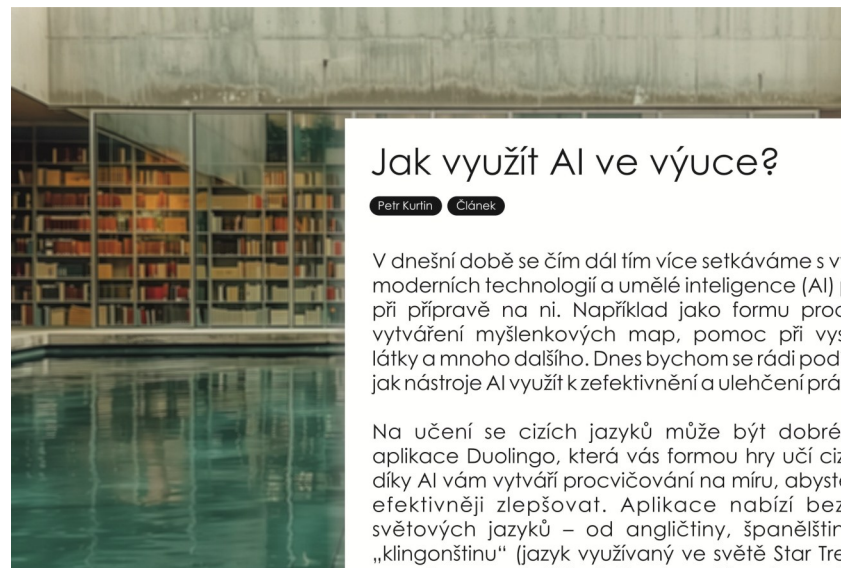 Jak využít AI ve výuce?
Petr Kurtin Článek
V dnešní době se čím dál tím více setkáváme s
moderních technologií a umělé inteligence (AI)
při přípravě na ni. Například jako formu
vytváření myšlenkových map, pomoc při
látky a mnoho dalšího. Dnes bychom se rádi
jak nástroje AI využít k zefektivnění a ulehčení
Na učení se cizích jazyků může být dobré
aplikace Duolingo, která vás formou hry učí
díky AI vám vytváří procvičování na míru,
efektivněji zlepšovat. Aplikace nabízí
světových jazyků – od angličtiny,
„klingonštinu“ (jazyk využívaný ve světě Star